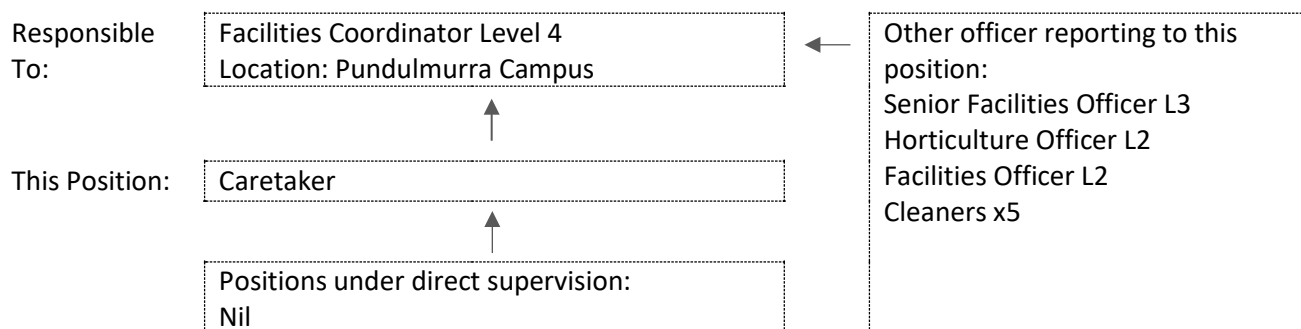 Responsible
To:
Facilities Coordinator Level 4
Location: Pundulmurra Campus
Other officer reporting to this
position:
Senior Facilities Officer L3
Horticulture Officer L2
Facilities Officer L2
Cleaners x5
This Position:
Caretaker
Positions under direct supervision:
Nil